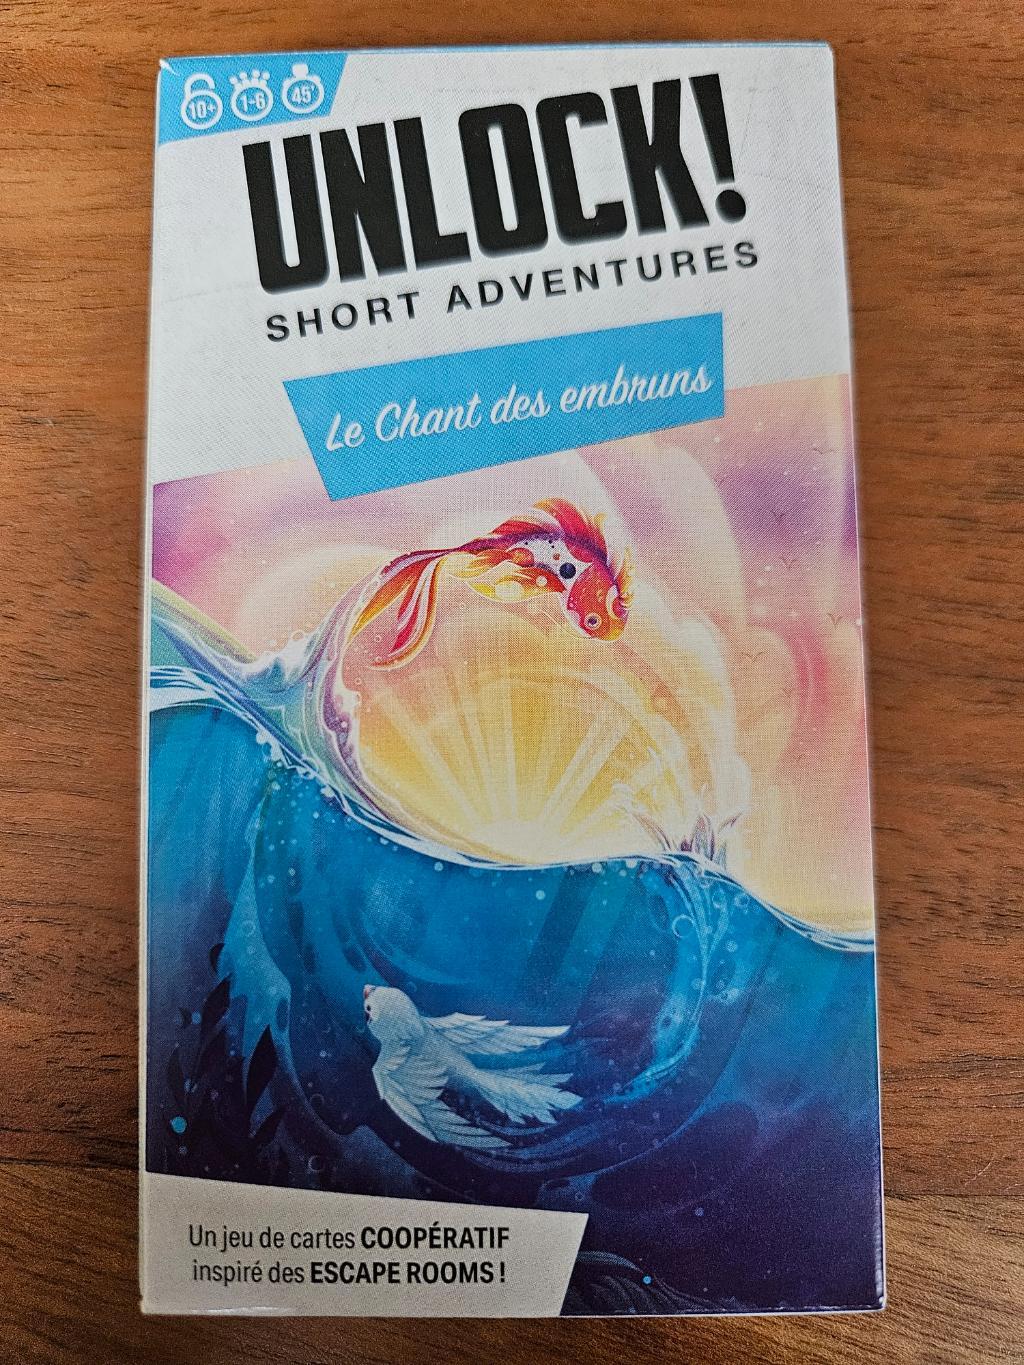 10+ 1-6 45'
UNLOCK!
SHORT ADVENTURES
Le Chant des embruns
Un jeu de cartes COOPÉRATIF
inspiré des ESCAPE ROOMS !